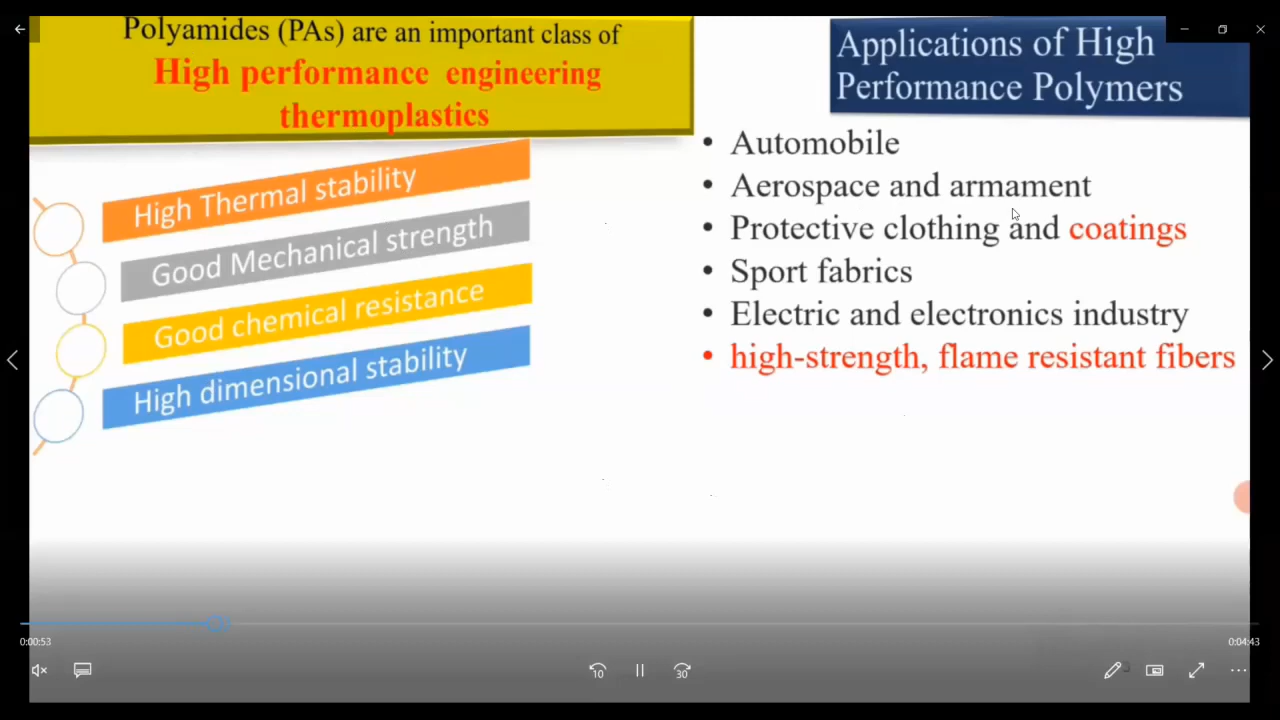 Polyamides (PAs) are an important class of
High performance engineering
thermoplastics
High Thermal stability
Good Mechanical strength
Good chemical resistance
High dimensional stability
Applications of High
Performance Polymers
• Automobile
• Aerospace and armament
• Protective clothing and coatings
• Sport fabrics
• Electric and electronics industry
• high-strength, flame resistant fibers
0:00:53
0:04:43
10
30